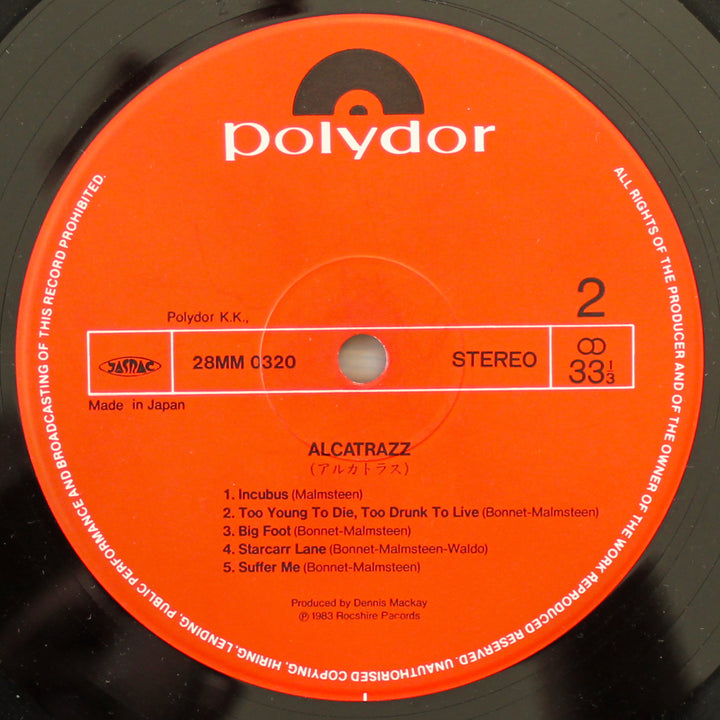 polydor
2
Polydor K.K.,
JASRAC
28MM 0320
STEREO
33 1/3
Made in Japan
ALCATRAZZ
(アルカトラス)
1. Incubus (Malmsteen)
2. Too Young To Die, Too Drunk To Live (Bonnet-Malmsteen)
3. Big Foot (Bonnet-Malmsteen)
4. Starcarr Lane (Bonnet-Malmsteen-Waldo)
5. Suffer Me (Bonnet-Malmsteen)
Produced by Dennis Mackay
Ⓟ 1983 Rocshire Pacords
ALL RIGHTS OF THE PRODUCER AND OF THE OWNER OF THE WORK REPRODUCED RESERVED. UNAUTHORISED COPYING, HIRING, LENDING, PUBLIC PERFORMANCE AND BROADCASTING OF THIS RECORD PROHIBITED.